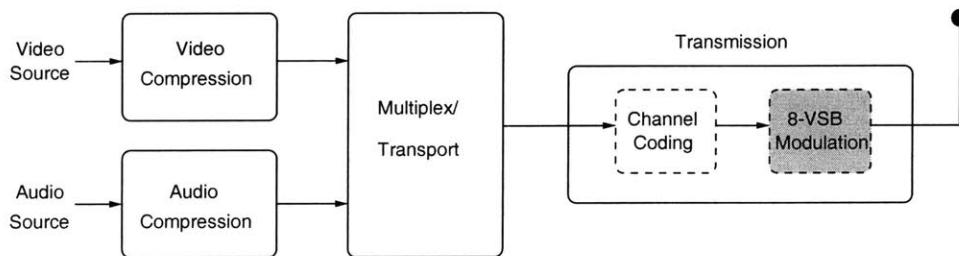 Video
Source
Video
Compression
Multiplex/
Transport
Transmission
Channel
Coding
8-VSB
Modulation
Audio
Source
Audio
Compression